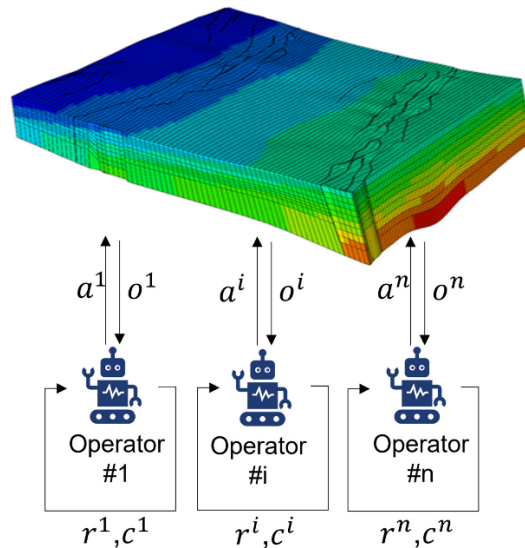 a¹ o¹ aⁱ oⁱ aⁿ oⁿ
Operator Operator Operator
#1 #i #n
r¹,c¹ rⁱ,cⁱ rⁿ,cⁿ